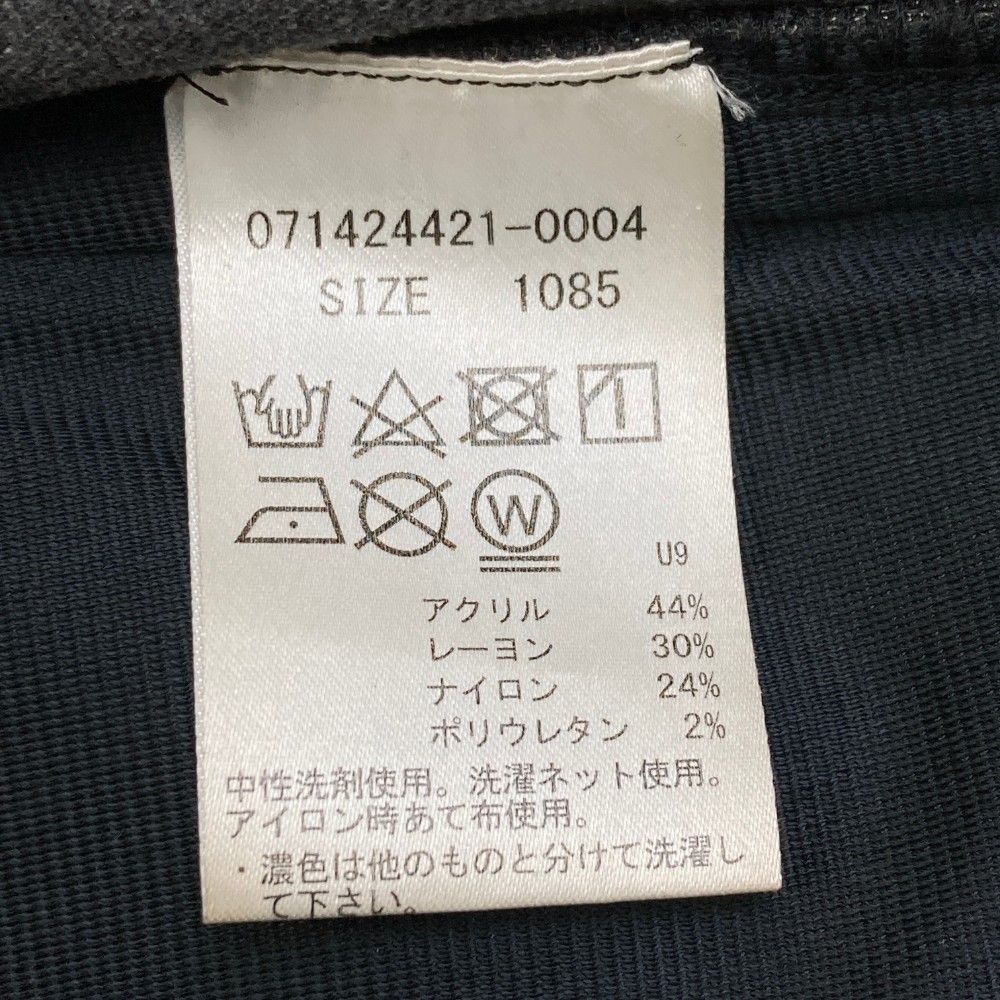 071424421-0004
SIZE 1085
W
U9
アクリル 44%
レーヨン 30%
ナイロン 24%
ポリウレタン 2%
中性洗剤使用。洗濯ネット使用。
アイロン時あて布使用。
・濃色は他のものと分けて洗濯し
て下さい。